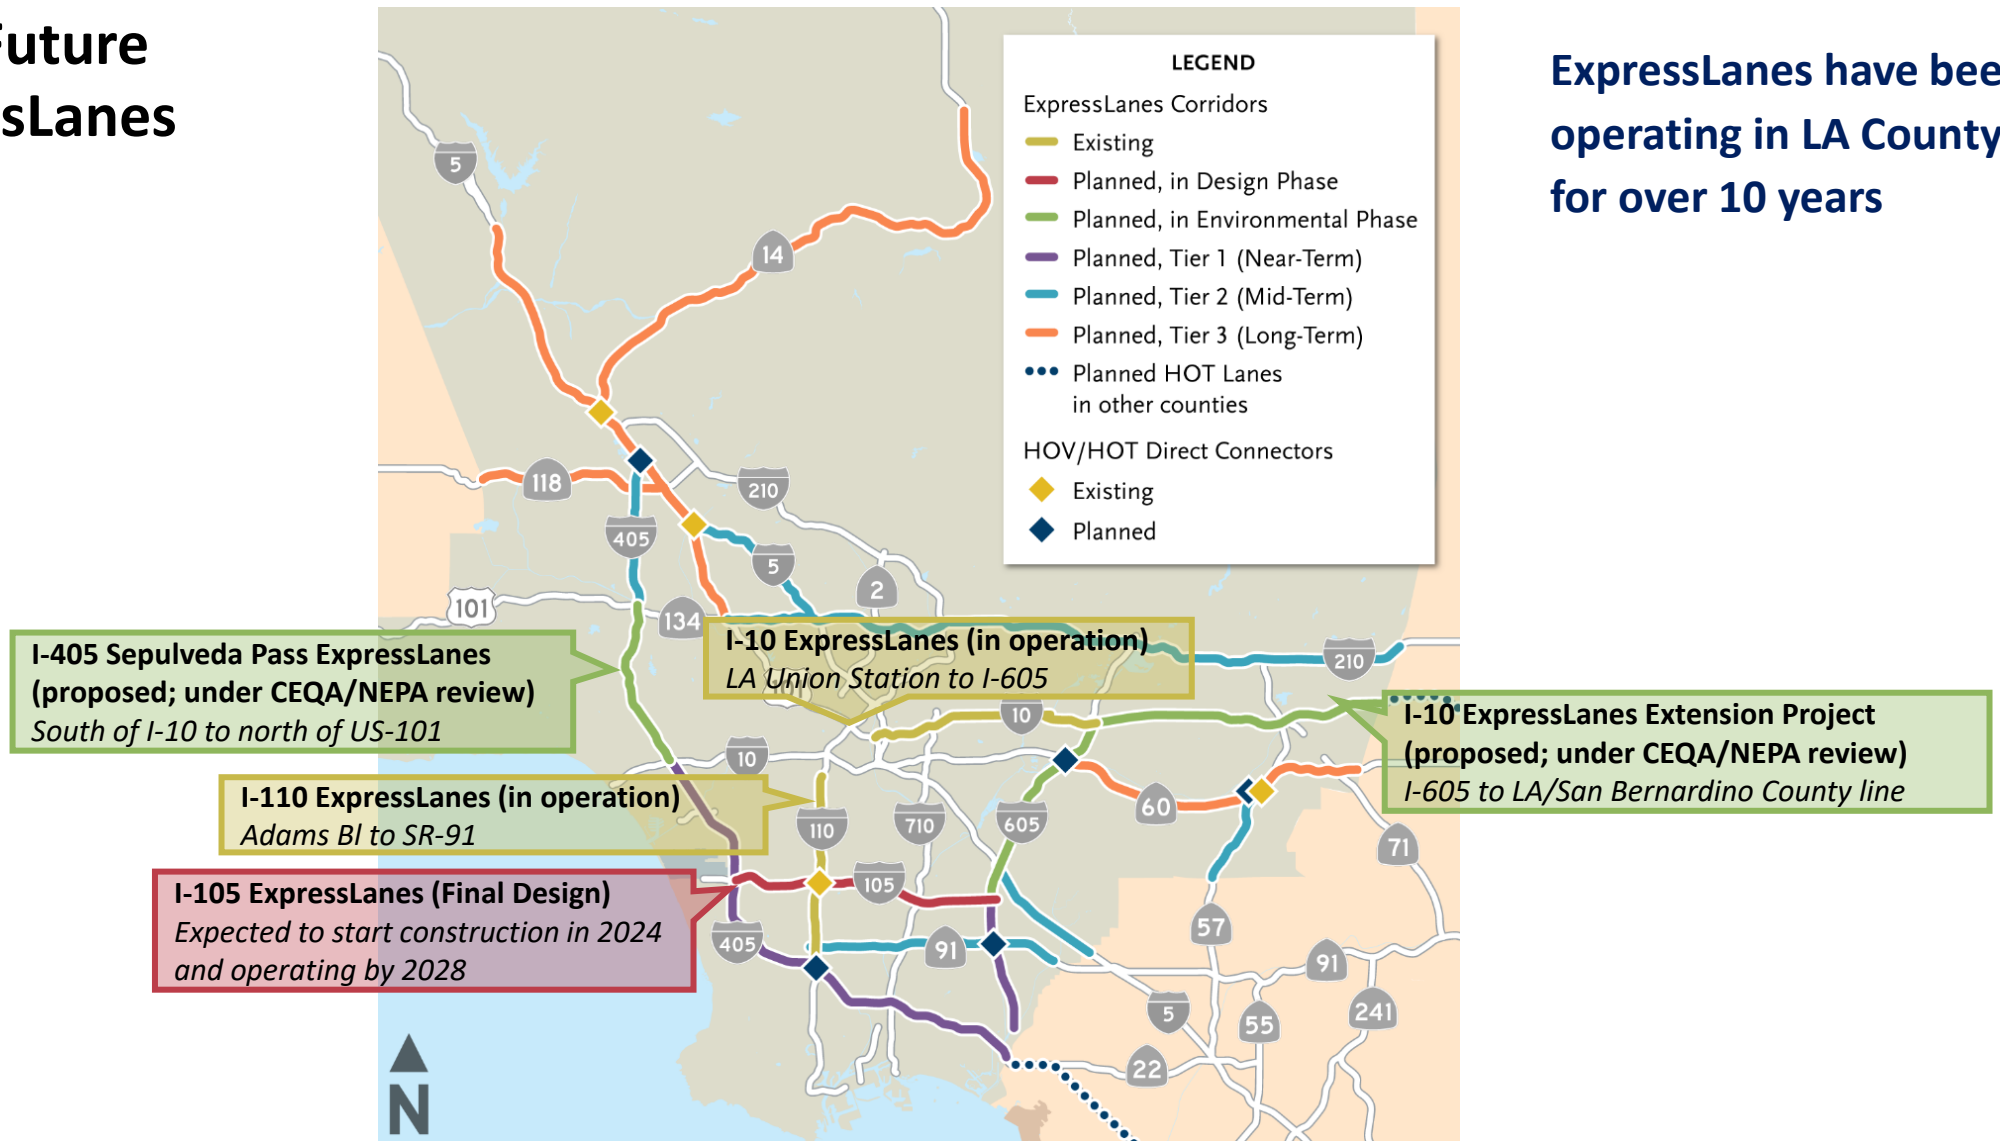 Future
sLanes
ExpressLanes have bee
operating in LA County
for over 10 years
LEGEND
ExpressLanes Corridors
Existing
Planned, in Design Phase
Planned, in Environmental Phase
Planned, Tier 1 (Near-Term)
Planned, Tier 2 (Mid-Term)
Planned, Tier 3 (Long-Term)
Planned HOT Lanes
in other counties
HOV/HOT Direct Connectors
Existing
Planned
5
14
118
210
405
5
2
101
134
I-405 Sepulveda Pass ExpressLanes
(proposed; under CEQA/NEPA review)
South of I-10 to north of US-101
I-10 ExpressLanes (in operation)
LA Union Station to I-605
101
210
10
I-10 ExpressLanes Extension Project
(proposed; under CEQA/NEPA review)
I-605 to LA/San Bernardino County line
10
I-110 ExpressLanes (in operation)
Adams Bl to SR-91
110
710
605
60
71
I-105 ExpressLanes (Final Design)
Expected to start construction in 2024
and operating by 2028
105
405
91
57
91
5
55
241
22
N